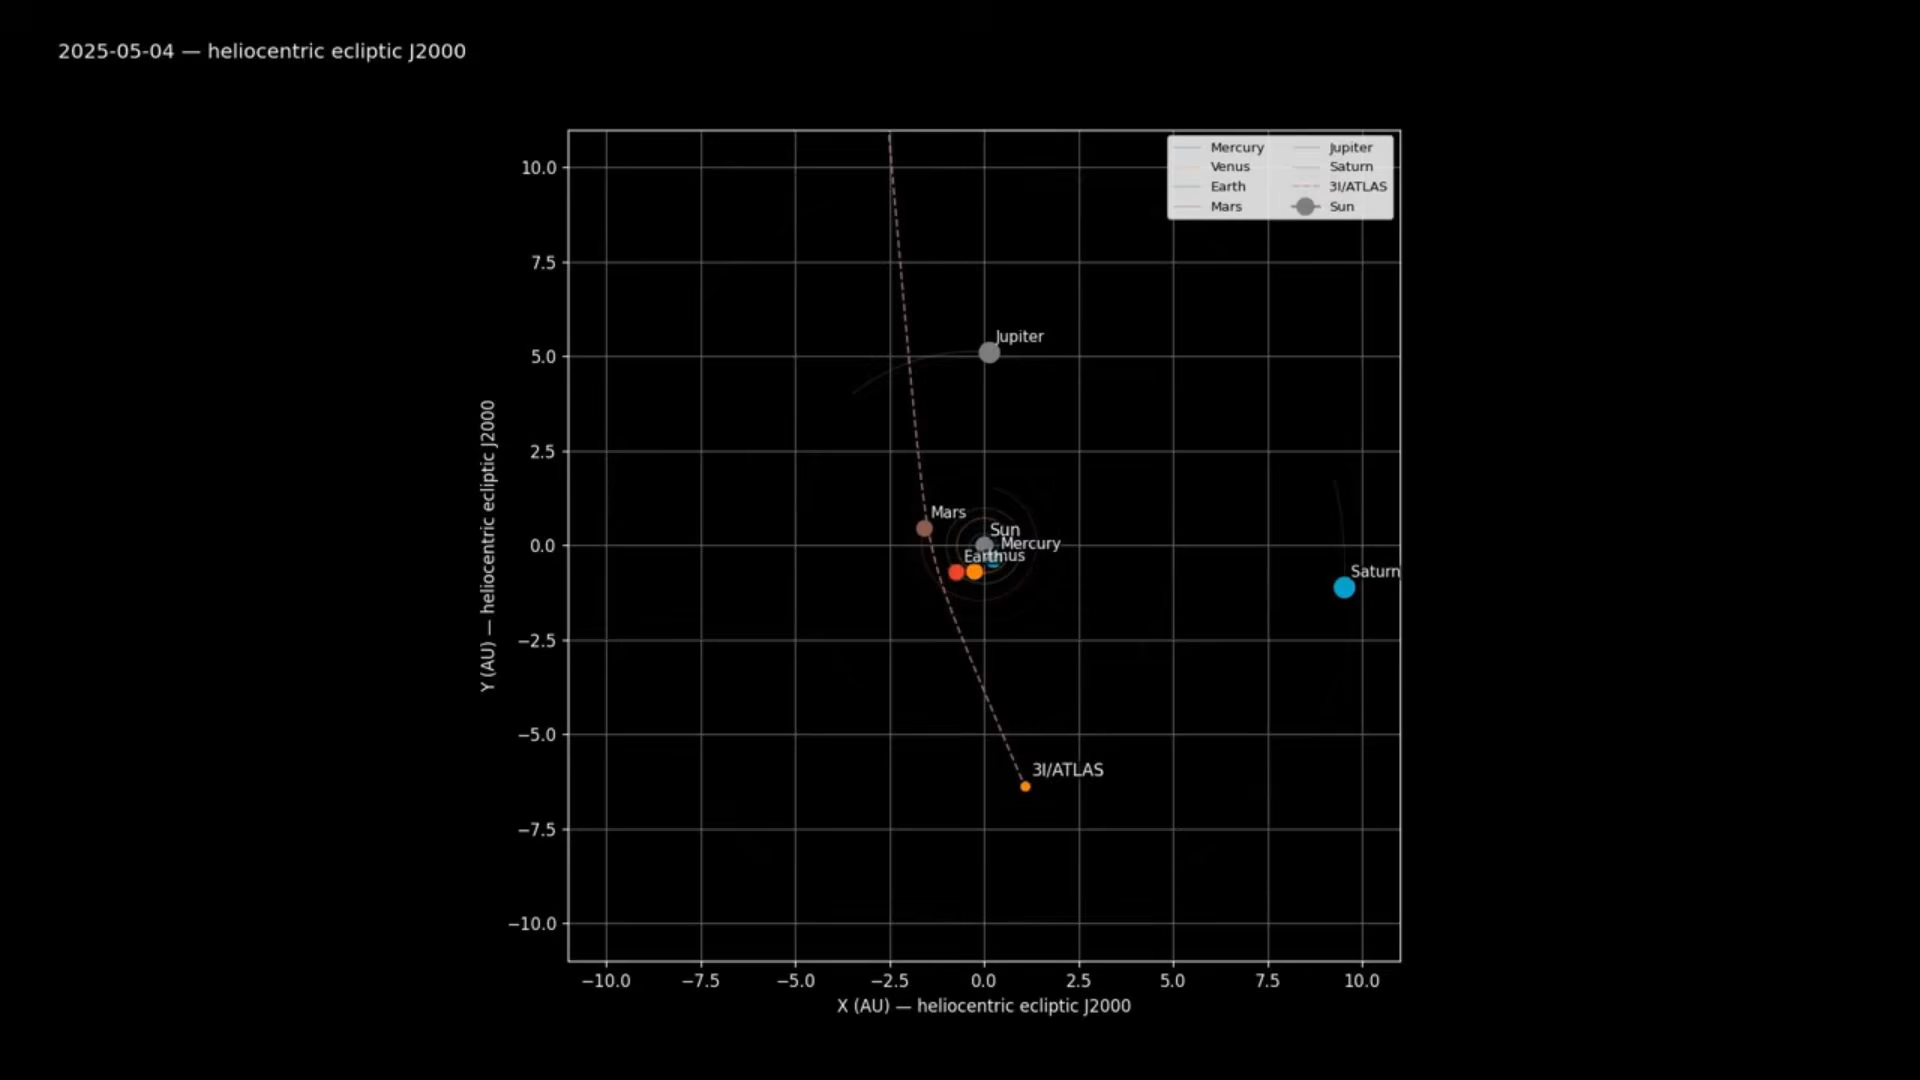 2025-05-04 — heliocentric ecliptic J2000
Mercury
Venus
Earth
Mars
Jupiter
Saturn
3I/ATLAS
Sun
10.0
7.5
5.0
2.5
0.0
−2.5
−5.0
−7.5
−10.0
Y (AU) — heliocentric ecliptic J2000
Jupiter
Mars
Sun
Mercury
Earth
Saturn
3I/ATLAS
−10.0
−7.5
−5.0
−2.5
0.0
2.5
5.0
7.5
10.0
X (AU) — heliocentric ecliptic J2000